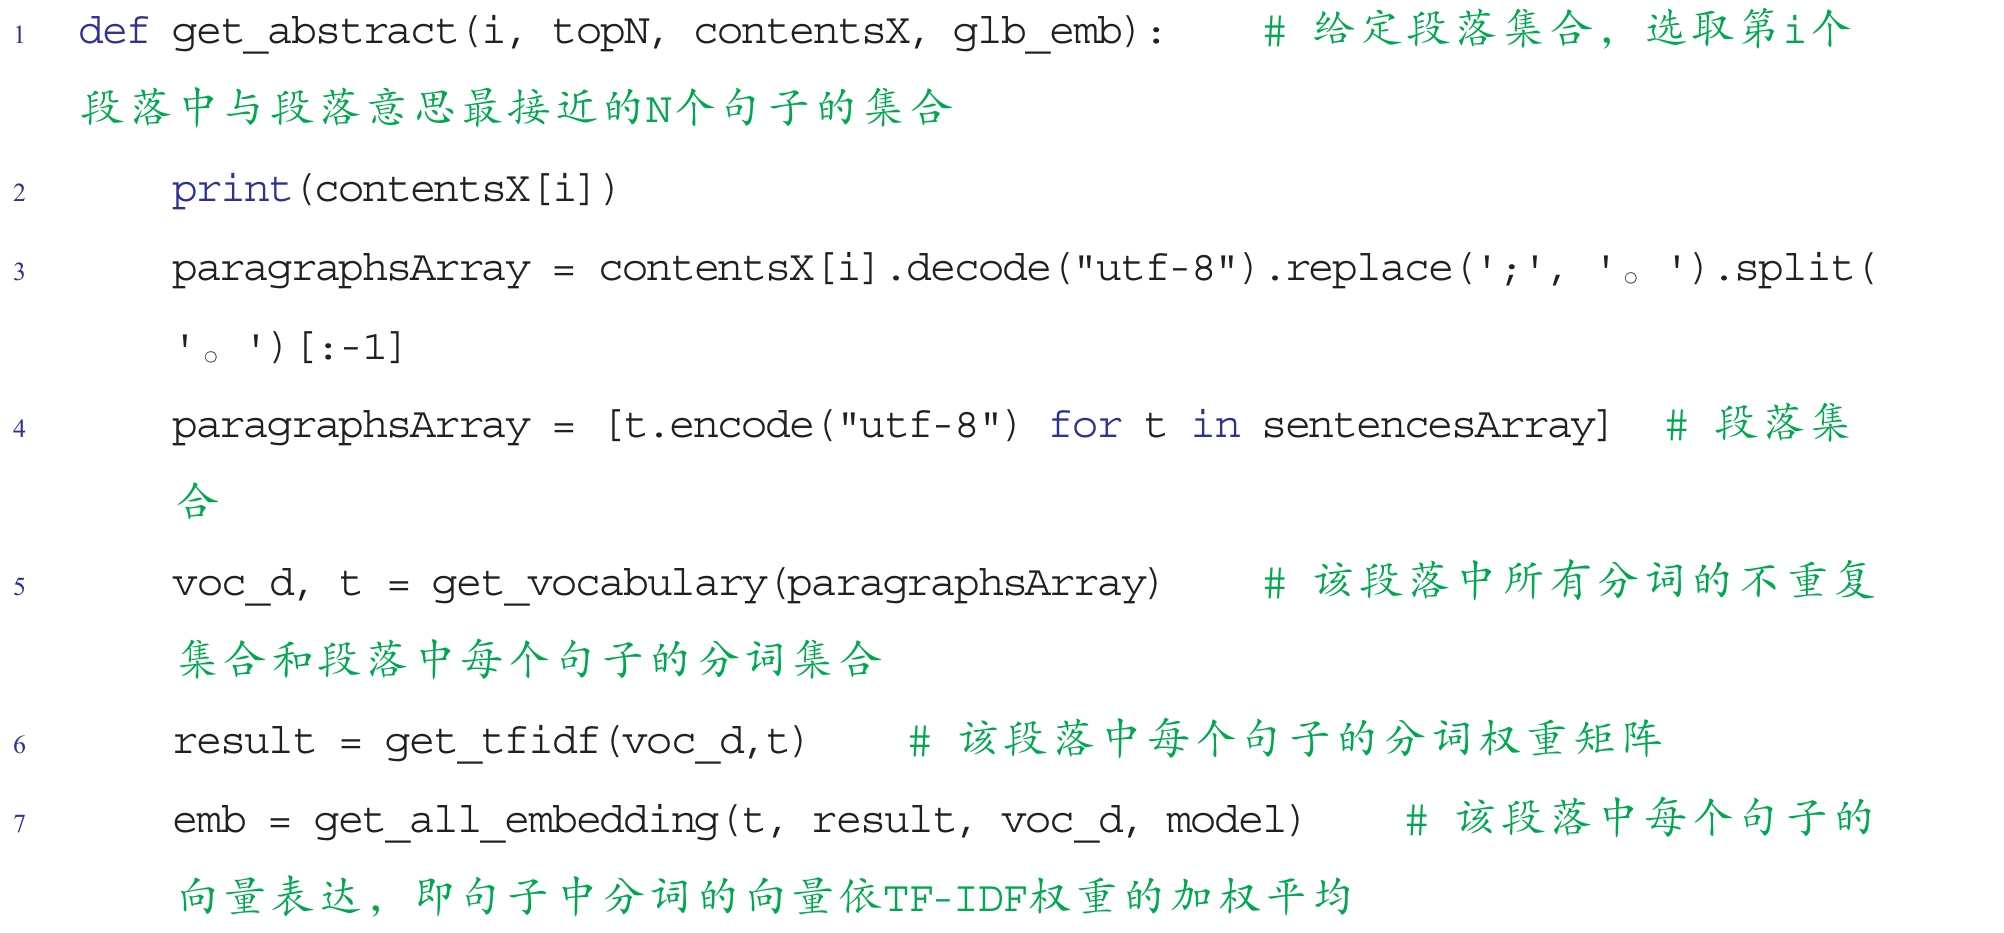 1 def get_abstract(i, topN, contentsX, glb_emb): # 给定段落集合，选取第i个
段落中与段落意思最接近的N个句子的集合
2 print(contentsX[i])
3 paragraphsArray = contentsX[i].decode("utf-8").replace(';', '。').split(
'。')[:-1]
4 paragraphsArray = [t.encode("utf-8") for t in sentencesArray] # 段落集
合
5 voc_d, t = get_vocabulary(paragraphsArray) # 该段落中所有分词的不重复
集合和段落中每个句子的分词集合
6 result = get_tfidf(voc_d,t) # 该段落中每个句子的分词权重矩阵
7 emb = get_all_embedding(t, result, voc_d, model) # 该段落中每个句子的
向量表达，即句子中分词的向量依TF-IDF权重的加权平均